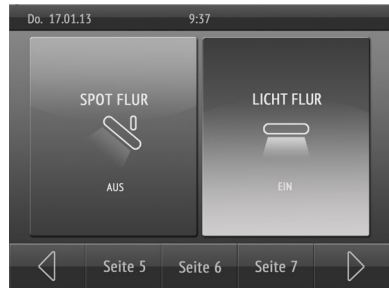 Do. 17.01.13 9:37
SPOT FLUR
LICHT FLUR
AUS
EIN
Seite 5 Seite 6 Seite 7